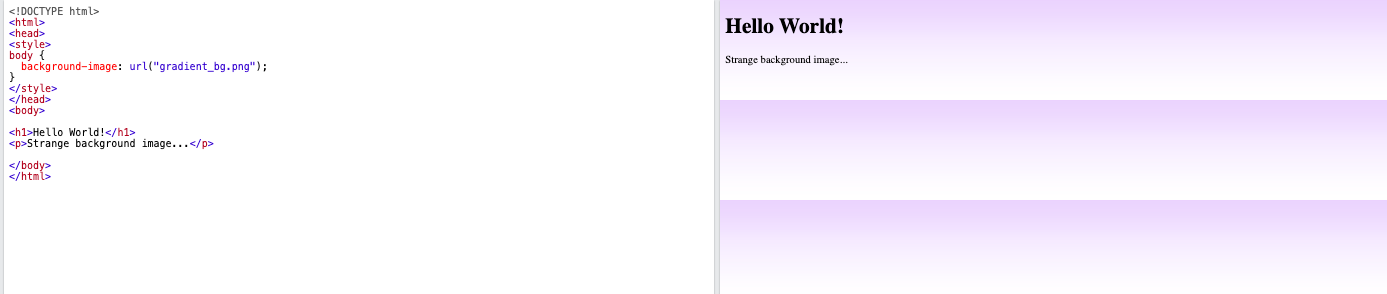 <!DOCTYPE html>
<html>
<head>
<style>
body {
  background-image: url("gradient_bg.png");
}
</style>
</head>
<body>
<h1>Hello World!</h1>
<p>Strange background image...</p>
</body>
</html>
Hello World!
Strange background image...